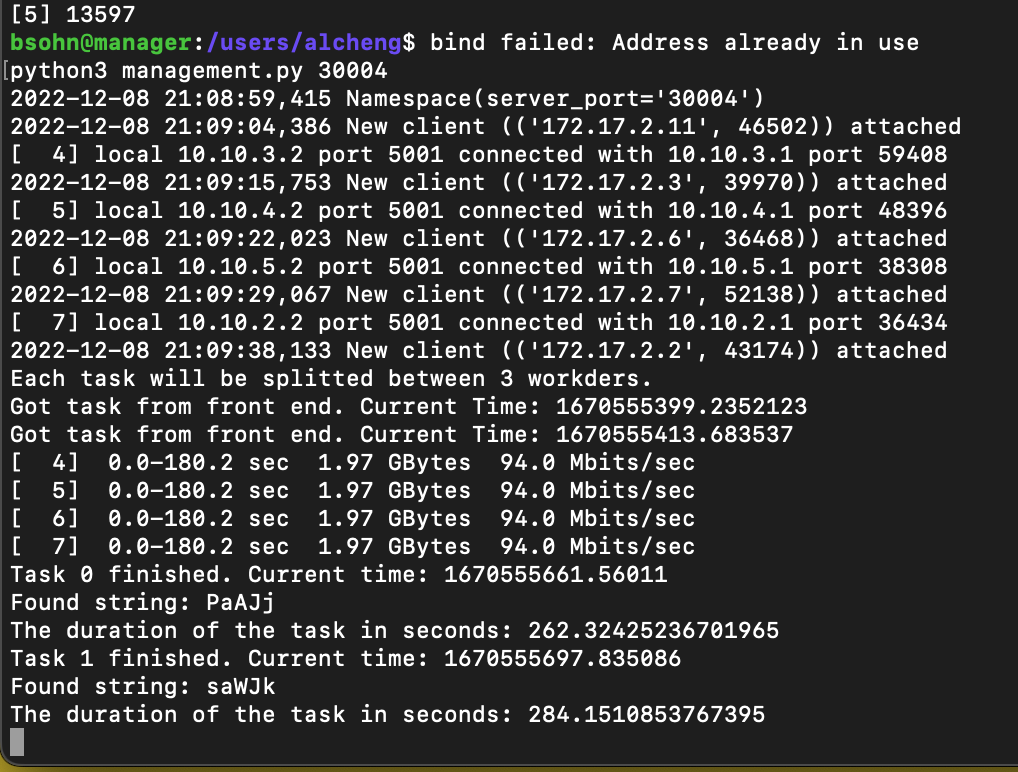 [5] 13597
bsohn@manager:/users/alcheng$ bind failed: Address already in use
[python3 management.py 30004
2022-12-08 21:08:59,415 Namespace(server_port='30004')
2022-12-08 21:09:04,386 New client (('172.17.2.11', 46502)) attached
[  4] local 10.10.3.2 port 5001 connected with 10.10.3.1 port 59408
2022-12-08 21:09:15,753 New client (('172.17.2.3', 39970)) attached
[  5] local 10.10.4.2 port 5001 connected with 10.10.4.1 port 48396
2022-12-08 21:09:22,023 New client (('172.17.2.6', 36468)) attached
[  6] local 10.10.5.2 port 5001 connected with 10.10.5.1 port 38308
2022-12-08 21:09:29,067 New client (('172.17.2.7', 52138)) attached
[  7] local 10.10.2.2 port 5001 connected with 10.10.2.1 port 36434
2022-12-08 21:09:38,133 New client (('172.17.2.2', 43174)) attached
Each task will be splitted between 3 workders.
Got task from front end. Current Time: 1670555399.2352123
Got task from front end. Current Time: 1670555413.683537
[  4]  0.0-180.2 sec  1.97 GBytes  94.0 Mbits/sec
[  5]  0.0-180.2 sec  1.97 GBytes  94.0 Mbits/sec
[  6]  0.0-180.2 sec  1.97 GBytes  94.0 Mbits/sec
[  7]  0.0-180.2 sec  1.97 GBytes  94.0 Mbits/sec
Task 0 finished. Current time: 1670555661.56011
Found string: PaAJj
The duration of the task in seconds: 262.32425236701965
Task 1 finished. Current time: 1670555697.835086
Found string: saWJk
The duration of the task in seconds: 284.1510853767395